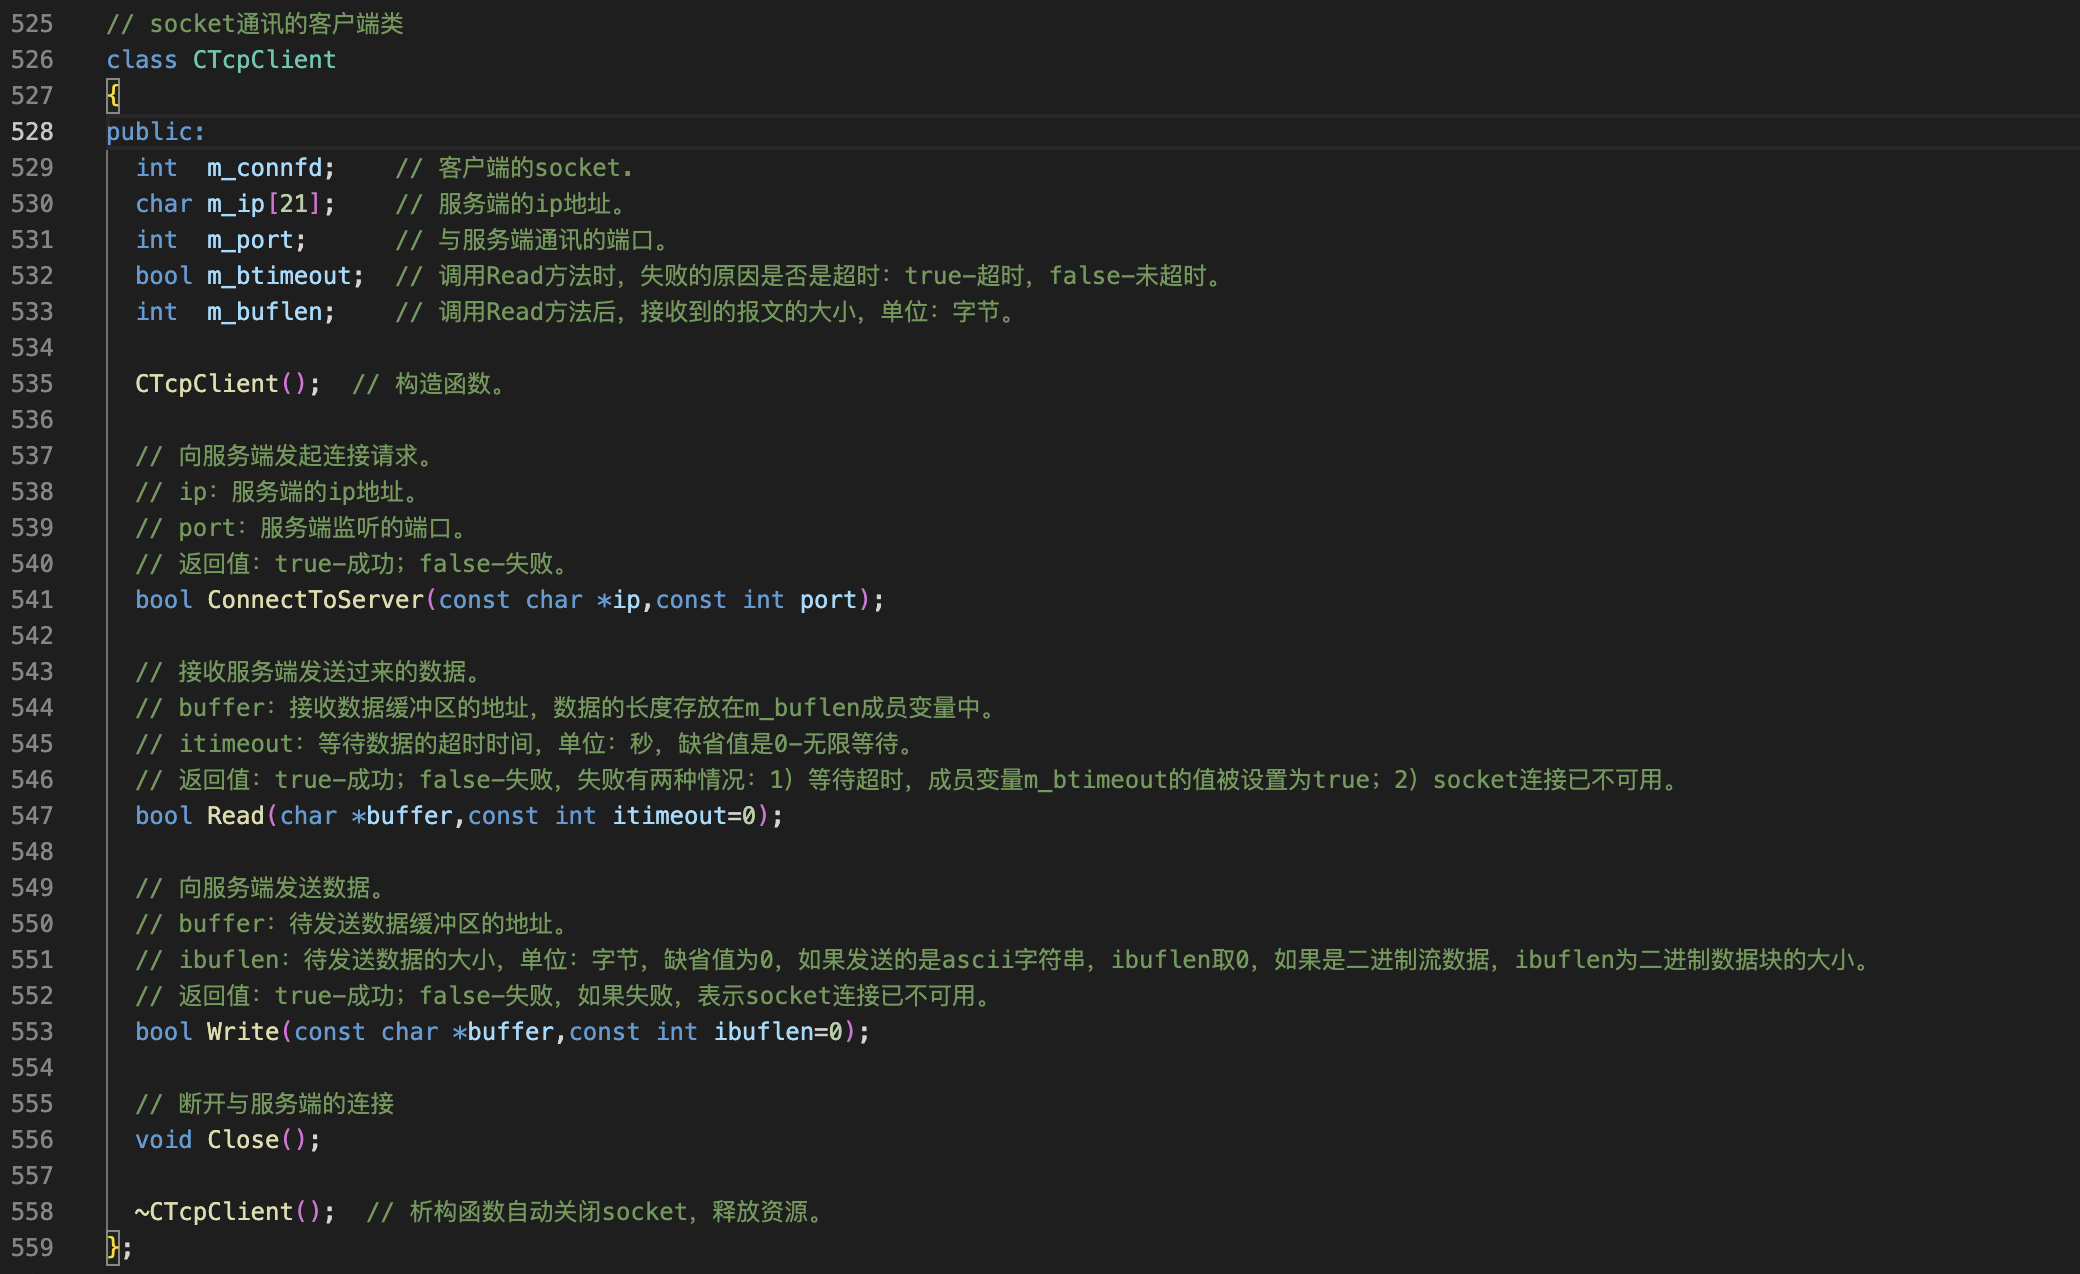 525 // socket通讯的客户端类
526 class CTcpClient
527 {
528 public:
529 int  m_connfd;    // 客户端的socket.
530 char m_ip[21];    // 服务端的ip地址。
531 int  m_port;      // 与服务端通讯的端口。
532 bool m_btimeout;  // 调用Read方法时，失败的原因是否是超时：true-超时，false-未超时。
533 int  m_buflen;    // 调用Read方法后，接收到的报文的大小，单位：字节。
534
535 CTcpClient();  // 构造函数。
536
537 // 向服务端发起连接请求。
538 // ip：服务端的ip地址。
539 // port：服务端监听的端口。
540 // 返回值：true-成功；false-失败。
541 bool ConnectToServer(const char *ip,const int port);
542
543 // 接收服务端发送过来的数据。
544 // buffer：接收数据缓冲区的地址，数据的长度存放在m_buflen成员变量中。
545 // itimeout：等待数据的超时时间，单位：秒，缺省值是0-无限等待。
546 // 返回值：true-成功；false-失败，失败有两种情况：1）等待超时，成员变量m_btimeout的值被设置为true；2）socket连接已不可用。
547 bool Read(char *buffer,const int itimeout=0);
548
549 // 向服务端发送数据。
550 // buffer：待发送数据缓冲区的地址。
551 // ibuflen：待发送数据的大小，单位：字节，缺省值为0，如果发送的是ascii字符串，ibuflen取0，如果是二进制流数据，ibuflen为二进制数据块的大小。
552 // 返回值：true-成功；false-失败，如果失败，表示socket连接已不可用。
553 bool Write(const char *buffer,const int ibuflen=0);
554
555 // 断开与服务端的连接
556 void Close();
557
558 ~CTcpClient();  // 析构函数自动关闭socket，释放资源。
559 };